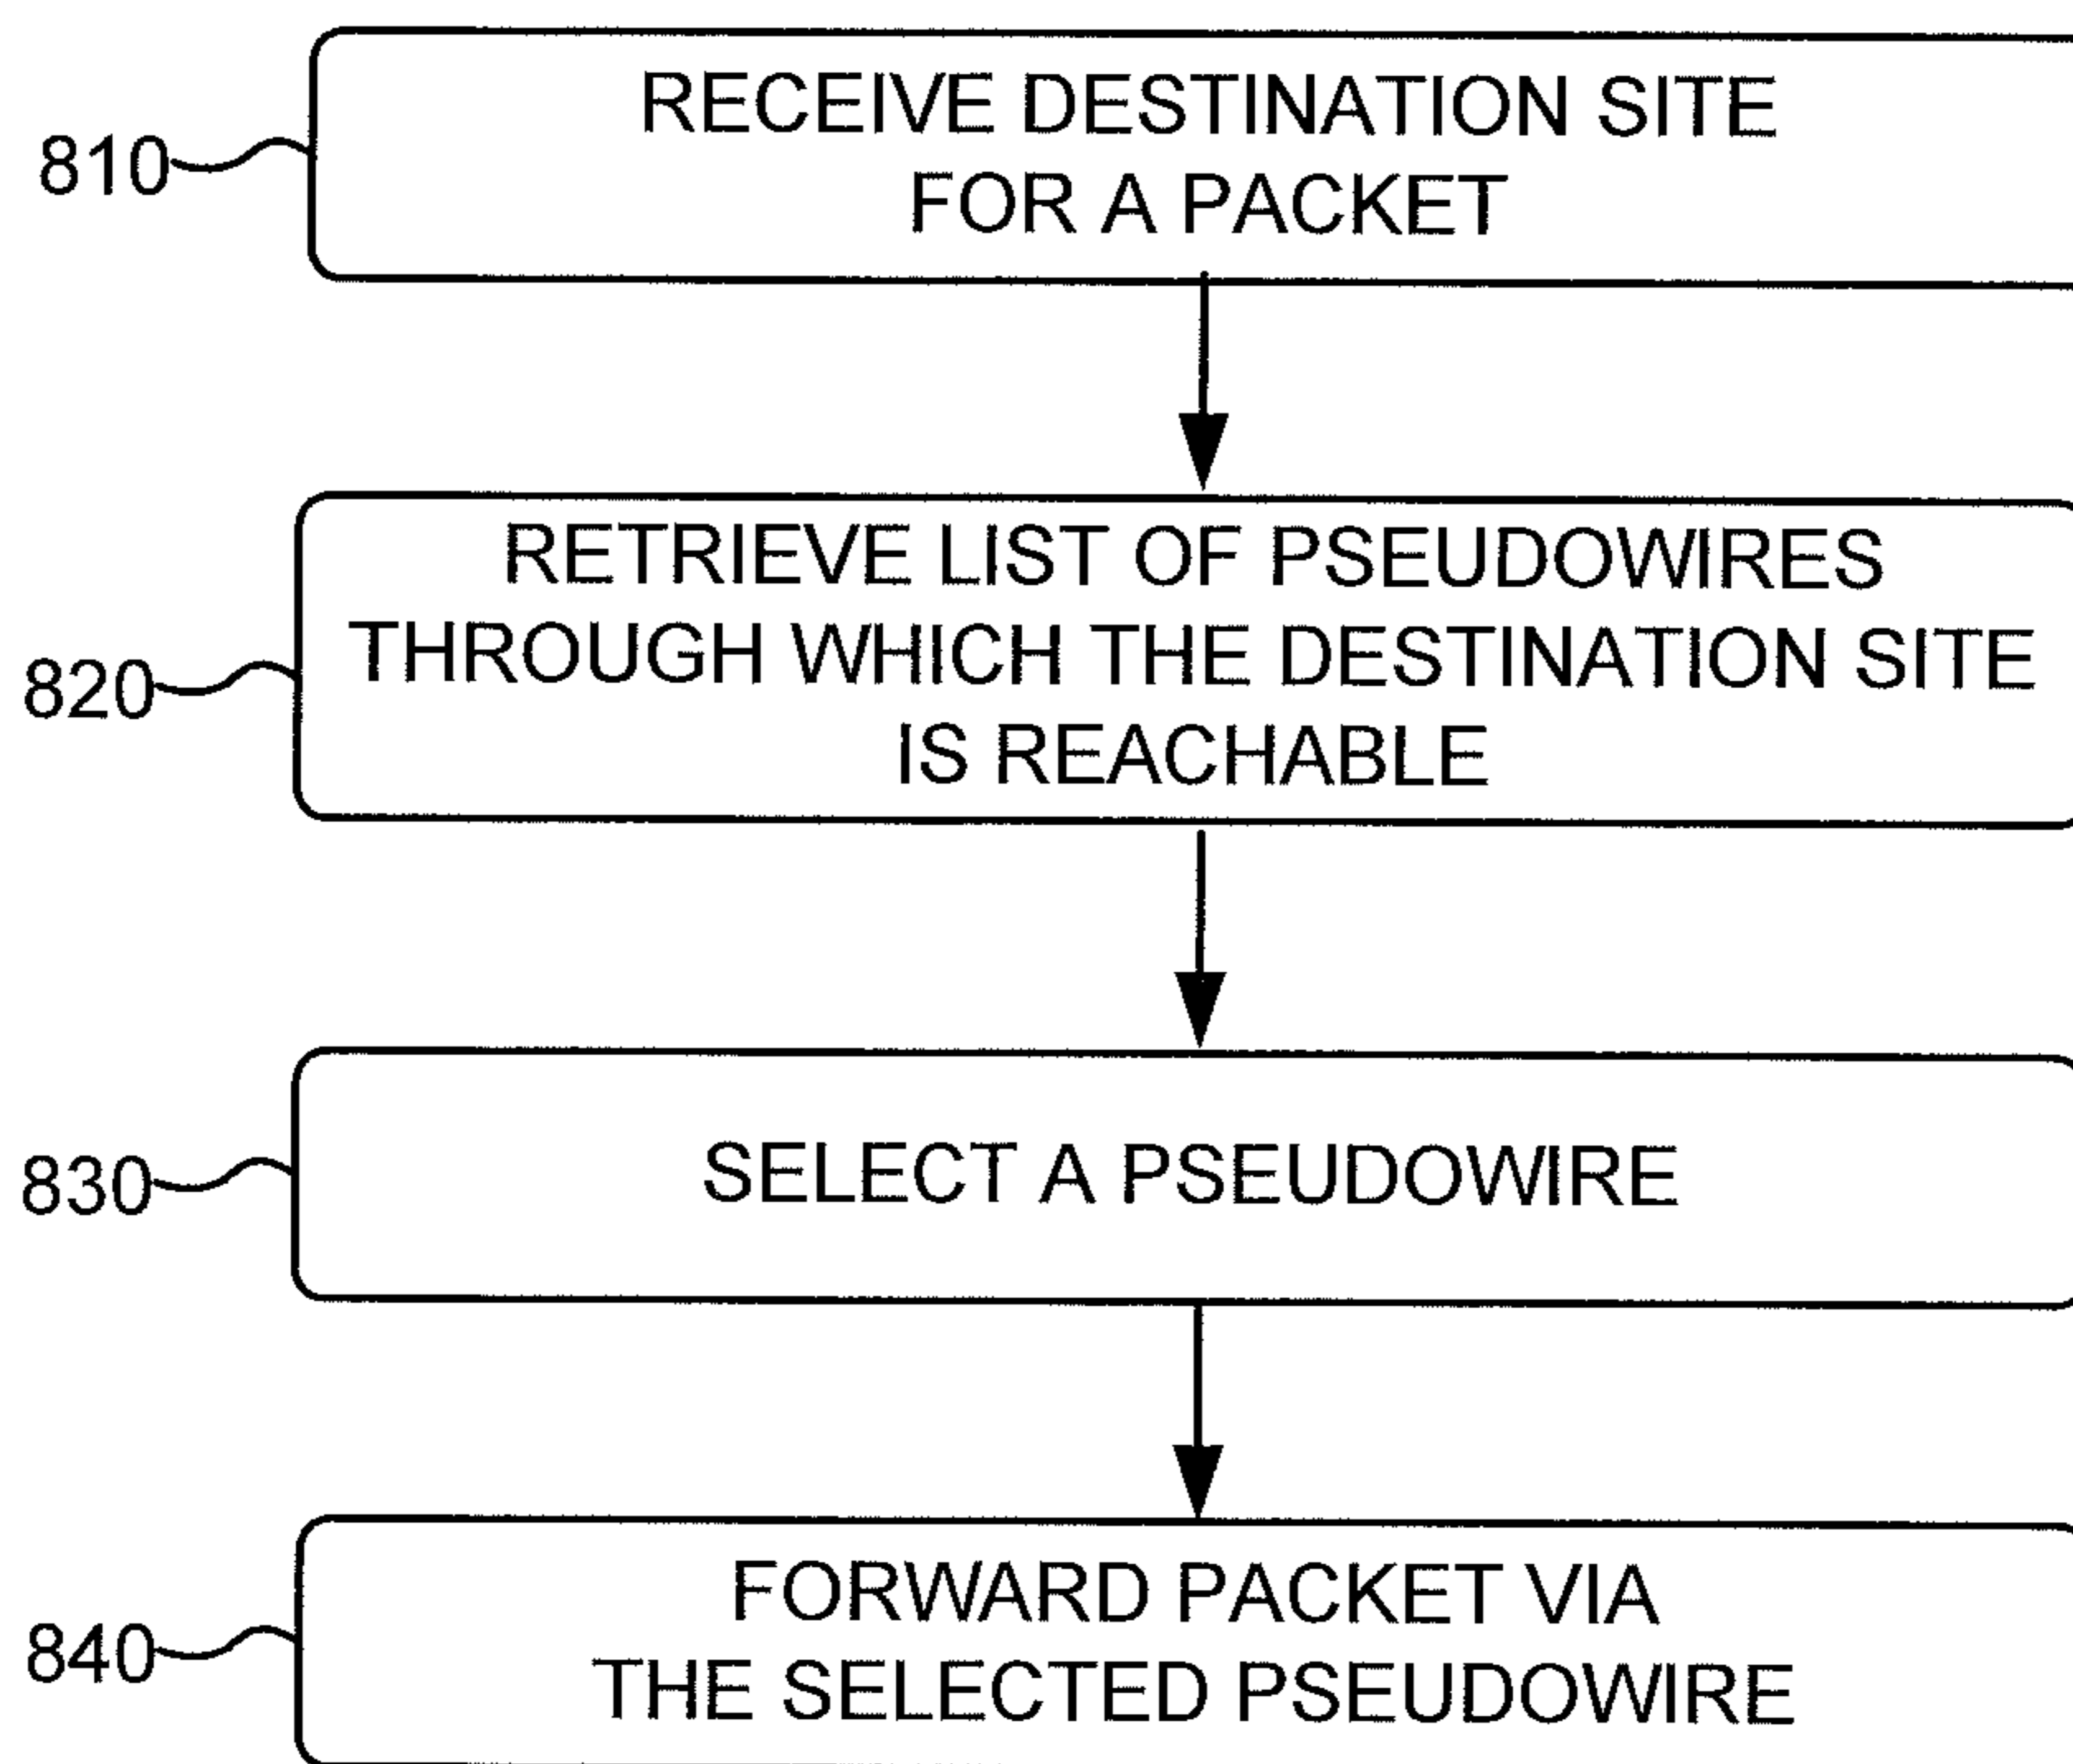 810
RECEIVE DESTINATION SITE
FOR A PACKET
820
RETRIEVE LIST OF PSEUDOWIRES
THROUGH WHICH THE DESTINATION SITE
IS REACHABLE
830
SELECT A PSEUDOWIRE
840
FORWARD PACKET VIA
THE SELECTED PSEUDOWIRE